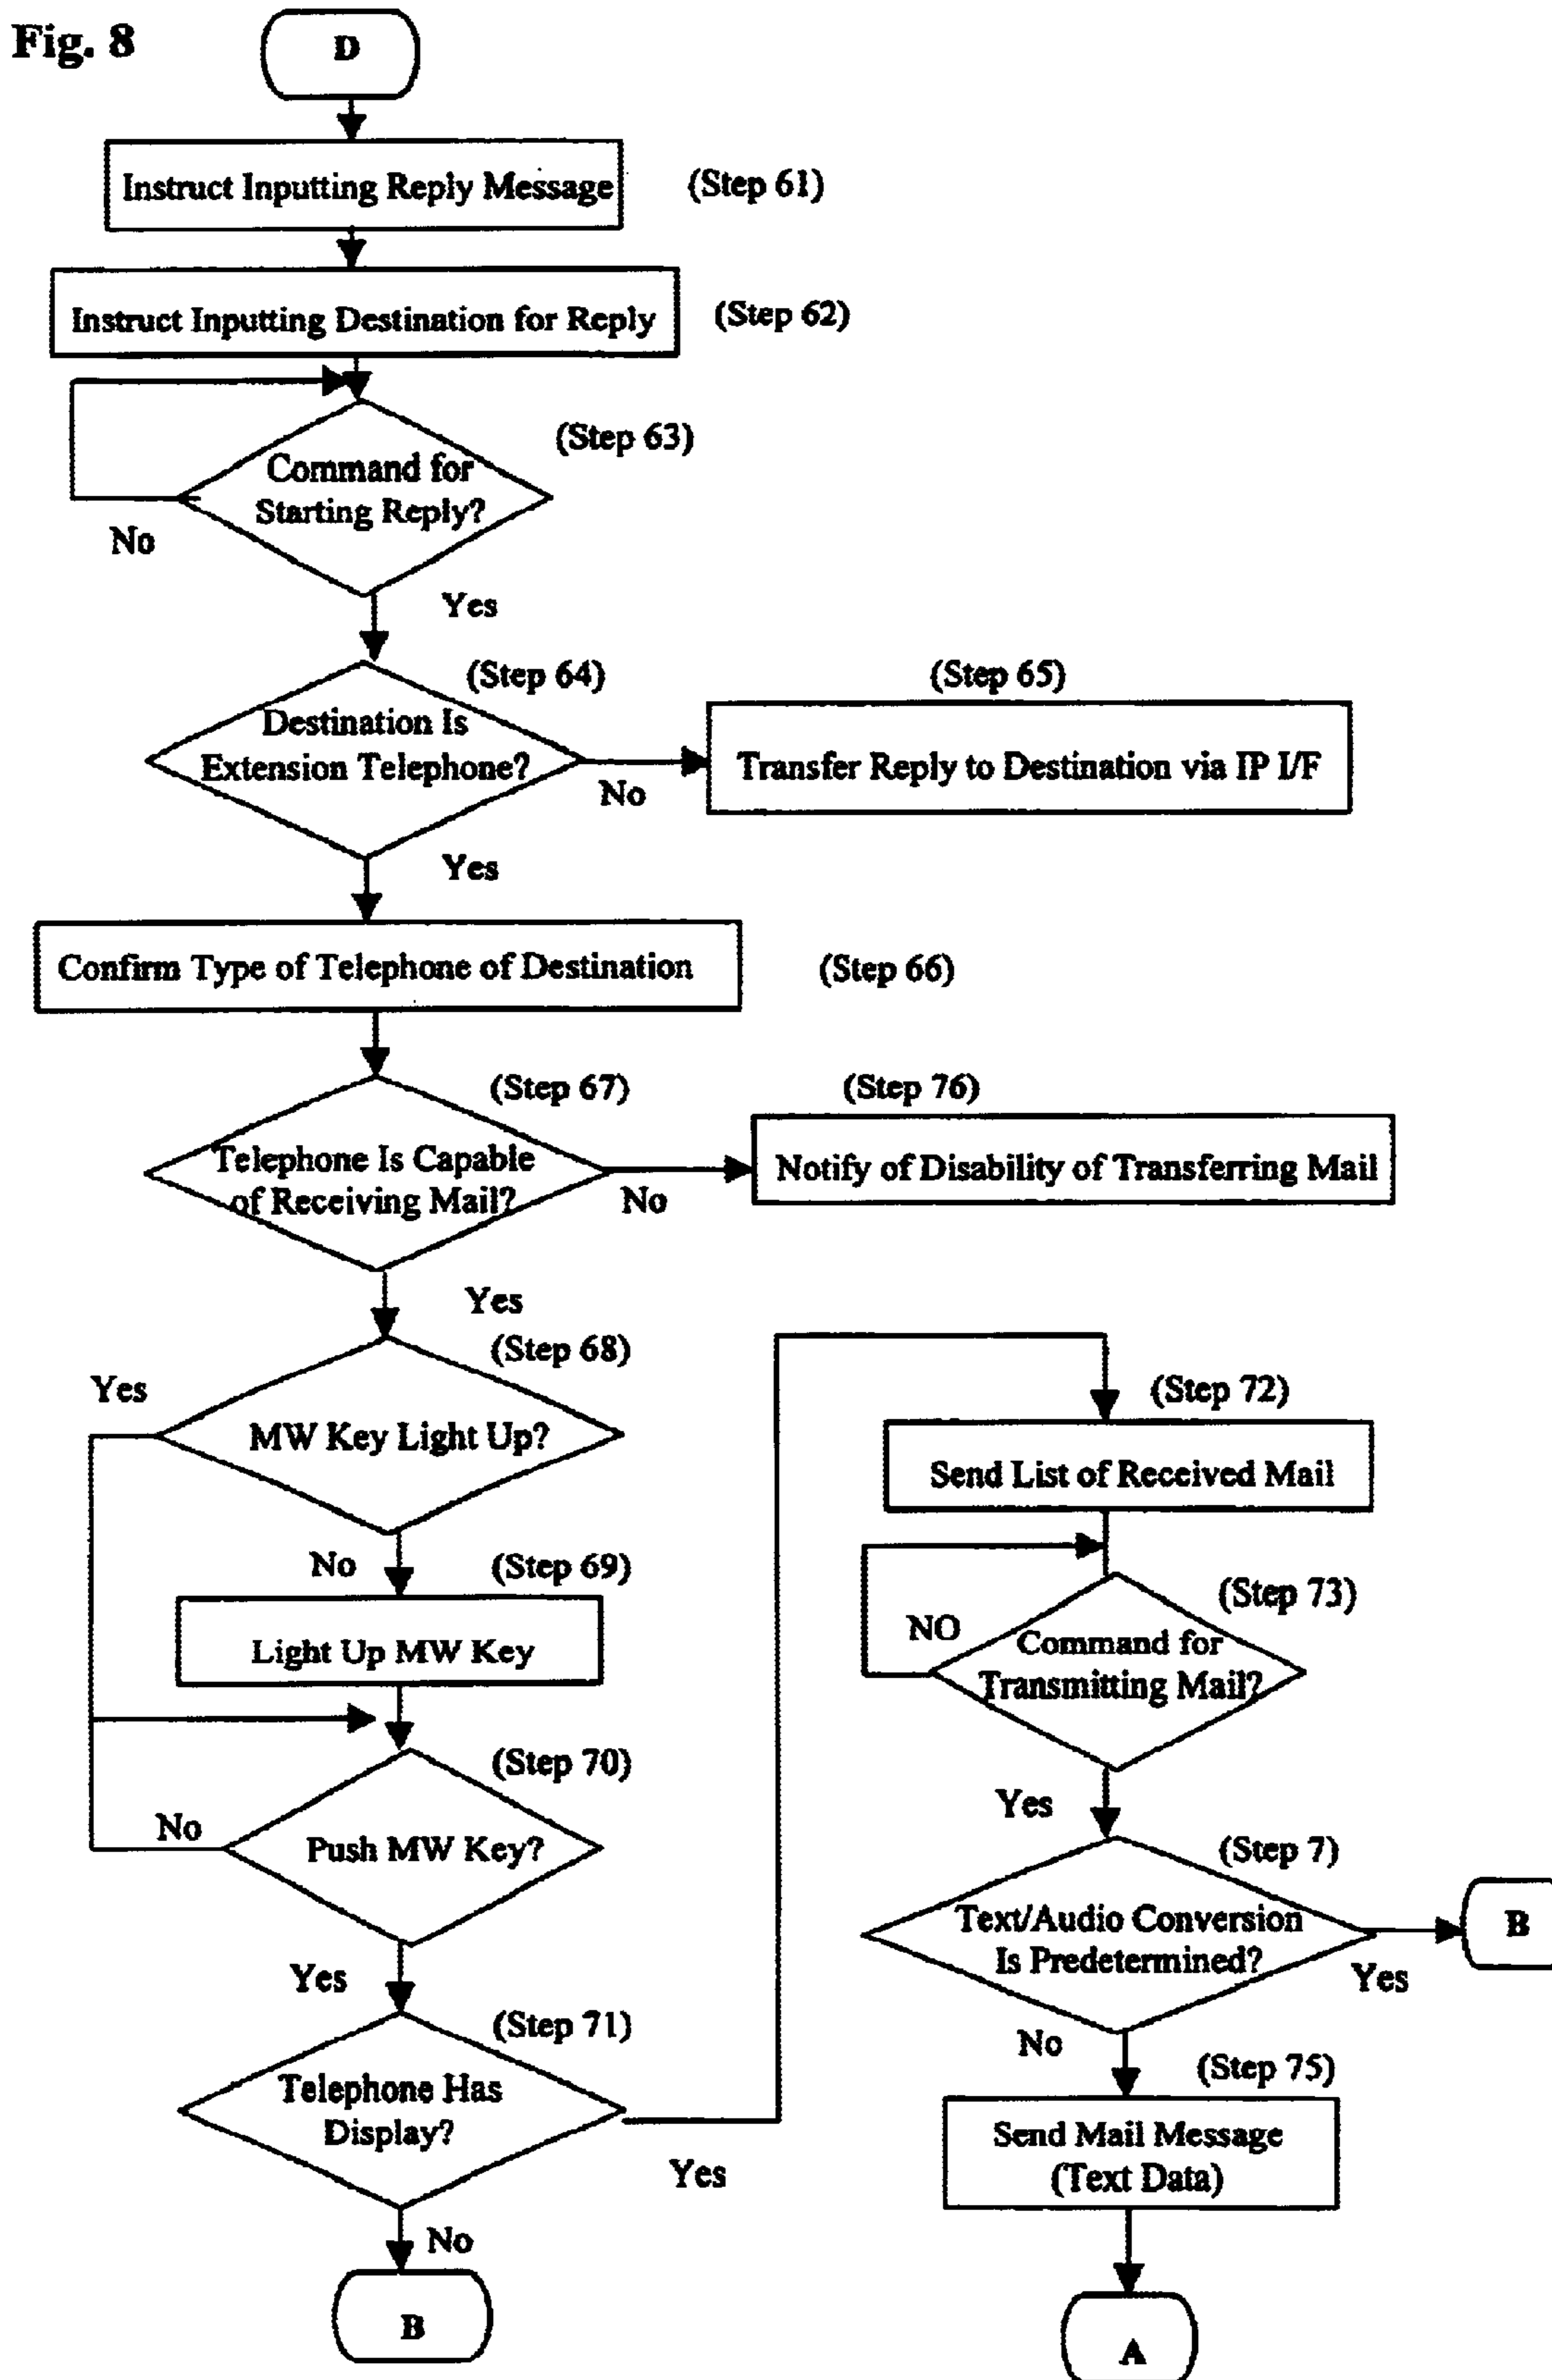 Fig. 8
D
Instruct Inputting Reply Message
(Step 61)
Instruct Inputting Destination for Reply
(Step 62)
(Step 63)
Command for
Starting Reply?
No
Yes
(Step 64)
Destination Is
Extension Telephone?
No
(Step 65)
Transfer Reply to Destination via IP I/F
Yes
Confirm Type of Telephone of Destination
(Step 66)
(Step 67)
Telephone Is Capable
of Receiving Mail?
No
(Step 76)
Notify of Disability of Transferring Mail
Yes
(Step 68)
Yes
MW Key Light Up?
No
(Step 69)
Light Up MW Key
(Step 70)
No
Push MW Key?
Yes
(Step 71)
Telephone Has
Display?
Yes
No
B
(Step 72)
Send List of Received Mail
(Step 73)
NO
Command for
Transmitting Mail?
Yes
(Step 7)
Text/Audio Conversion
Is Predetermined?
Yes
B
No
(Step 75)
Send Mail Message
(Text Data)
A